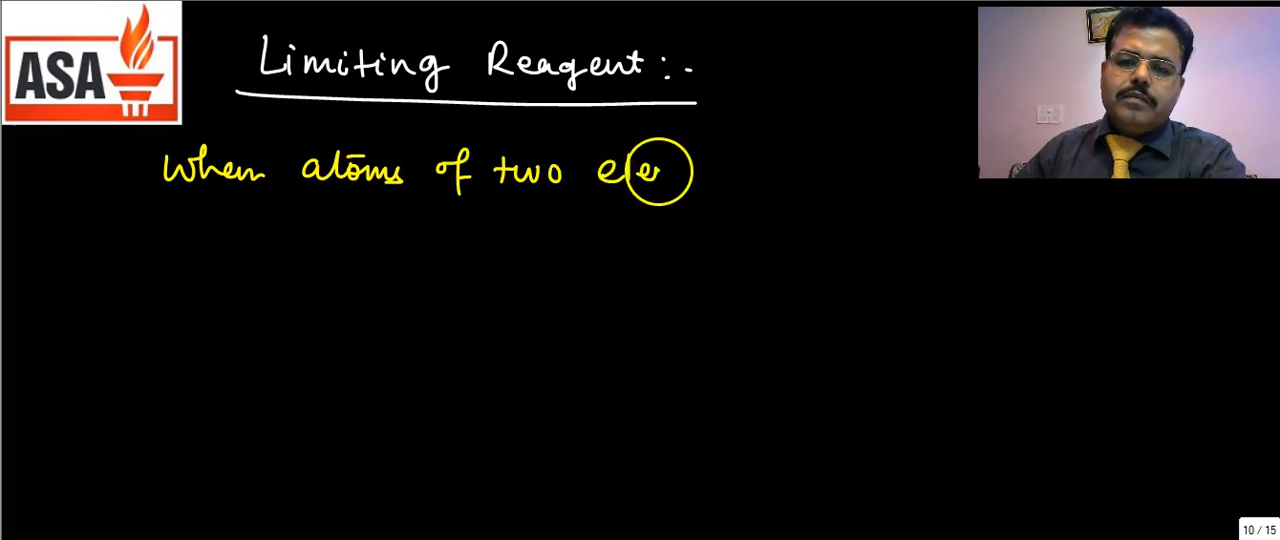 ASA
Limiting Reagent :-
When atoms of two ele
10 / 15